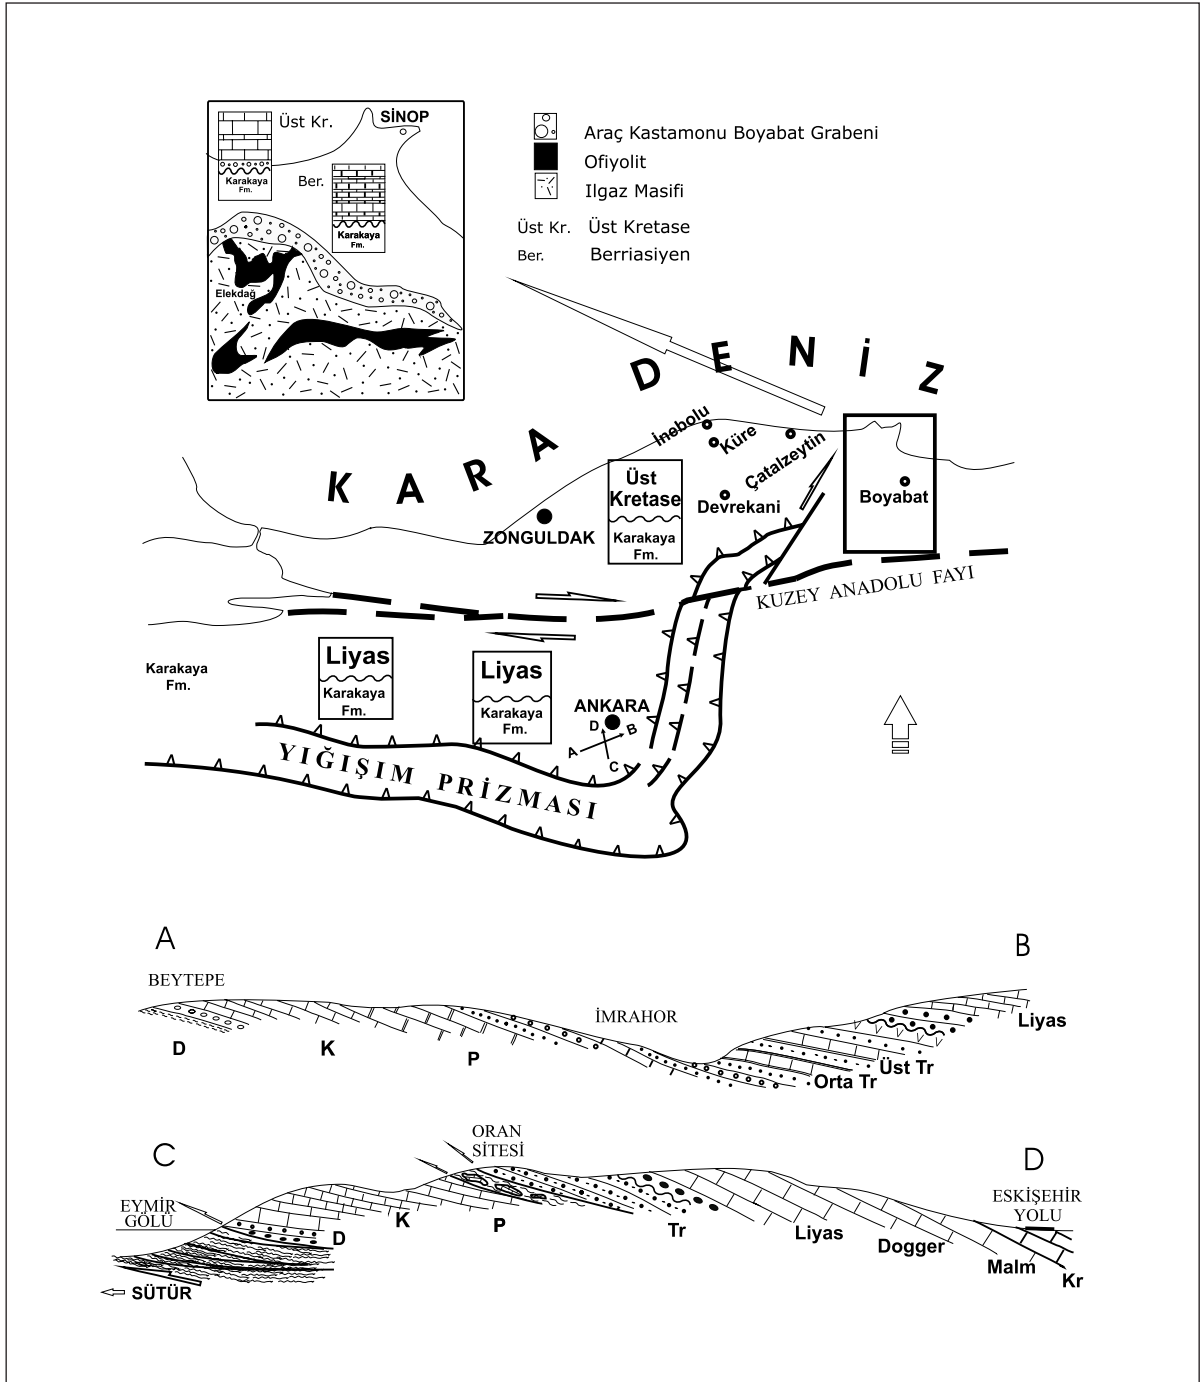 SİNOP
Üst Kr.
Karakaya
Fm.
Ber.
Karakaya
Fm.
Elekdağ
Araç Kastamonu Boyabat Grabeni
Ofiyolit
Ilgaz Masifi
Üst Kr. Üst Kretase
Ber. Berriasiyen
KARA DENİZ
İnebolu
Küre
Çatalzeytin
Devrekani
Boyabat
Üst
Kretase
Karakaya
Fm.
ZONGULDAK
KUZEY ANADOLU FAYI
Karakaya
Fm.
Liyas
Karakaya
Fm.
Liyas
Karakaya
Fm.
ANKARA
D
B
A
C
YIĞIŞIM PRİZMASI
A
B
BEYTEPE
İMRAHOR
D
K
P
Orta Tr
Üst Tr
Liyas
C
D
ORAN
SİTESİ
EYMİR
GÖLÜ
ESKİŞEHİR
YOLU
D
K
P
Tr
Liyas
Dogger
Malm
Kr
SÜTÜR